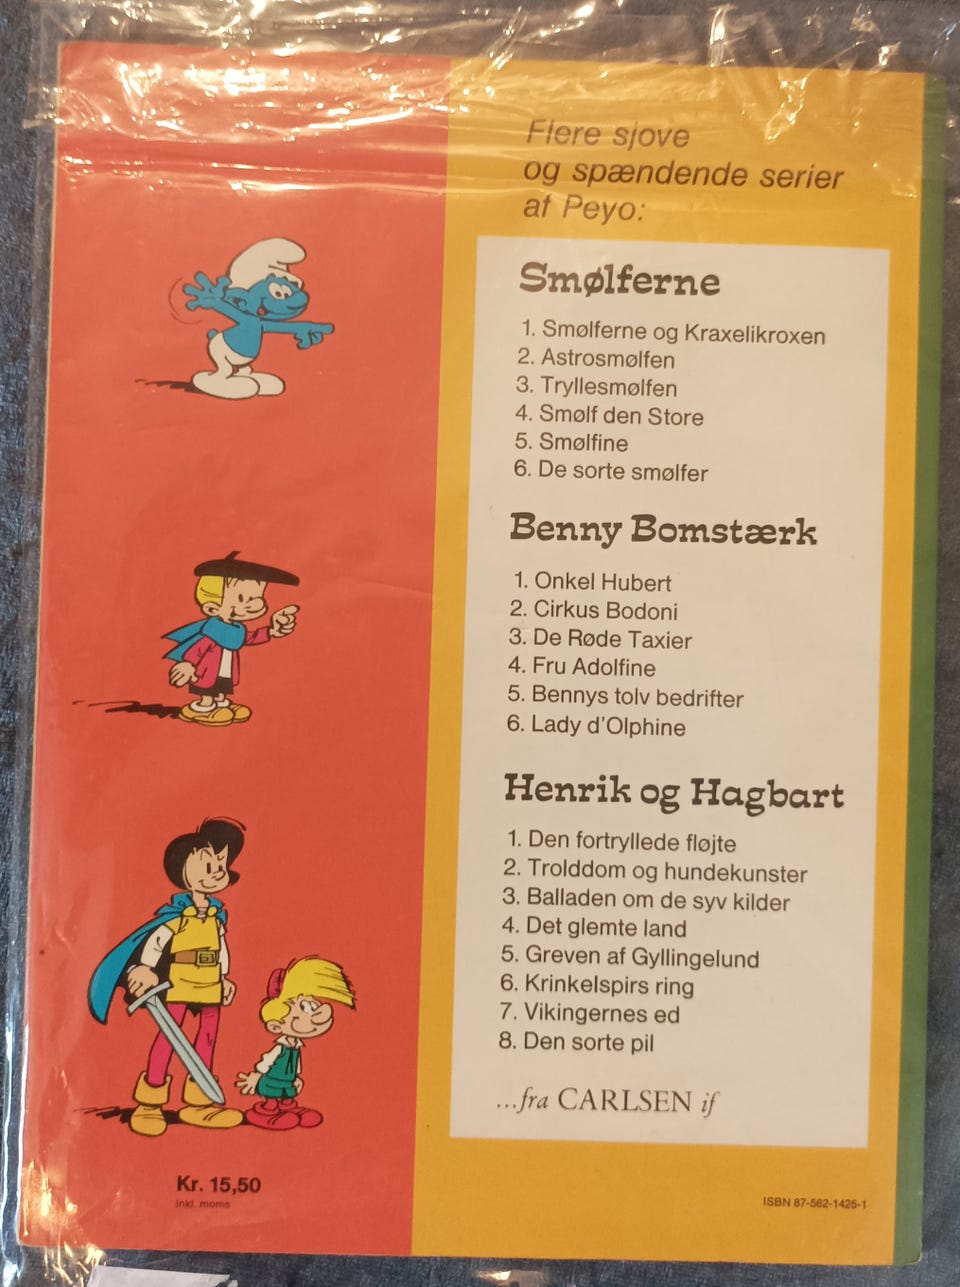 Flere sjove
og spændende serier
af Peyo:
Smølferne
1. Smølferne og Kraxelikroxen
2. Astrosmølfen
3. Tryllesmølfen
4. Smølf den Store
5. Smølfine
6. De sorte smølfer
Benny Bomstærk
1. Onkel Hubert
2. Cirkus Bodoni
3. De Røde Taxier
4. Fru Adolfine
5. Bennys tolv bedrifter
6. Lady d'Olphine
Henrik og Hagbart
1. Den fortryllede fløjte
2. Trolddom og hundekunster
3. Balladen om de syv kilder
4. Det glemte land
5. Greven af Gyllingelund
6. Krinkelspirs ring
7. Vikingernes ed
8. Den sorte pil
...fra CARLSEN if
Kr. 15,50
inkl. moms
ISBN 87-562-1425-1